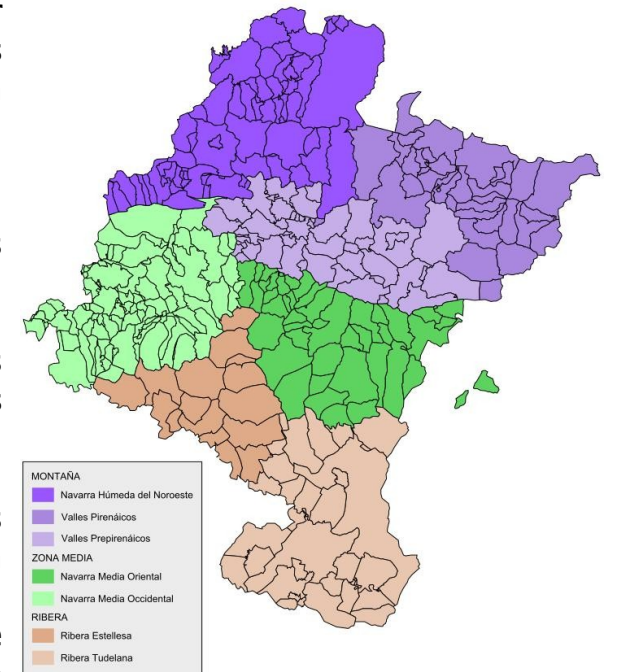 MONTAÑA
Navarra Húmeda del Noroeste
Valles Pirenáicos
Valles Prepirenáicos
ZONA MEDIA
Navarra Media Oriental
Navarra Media Occidental
RIBERA
Ribera Estellesa
Ribera Tudelana